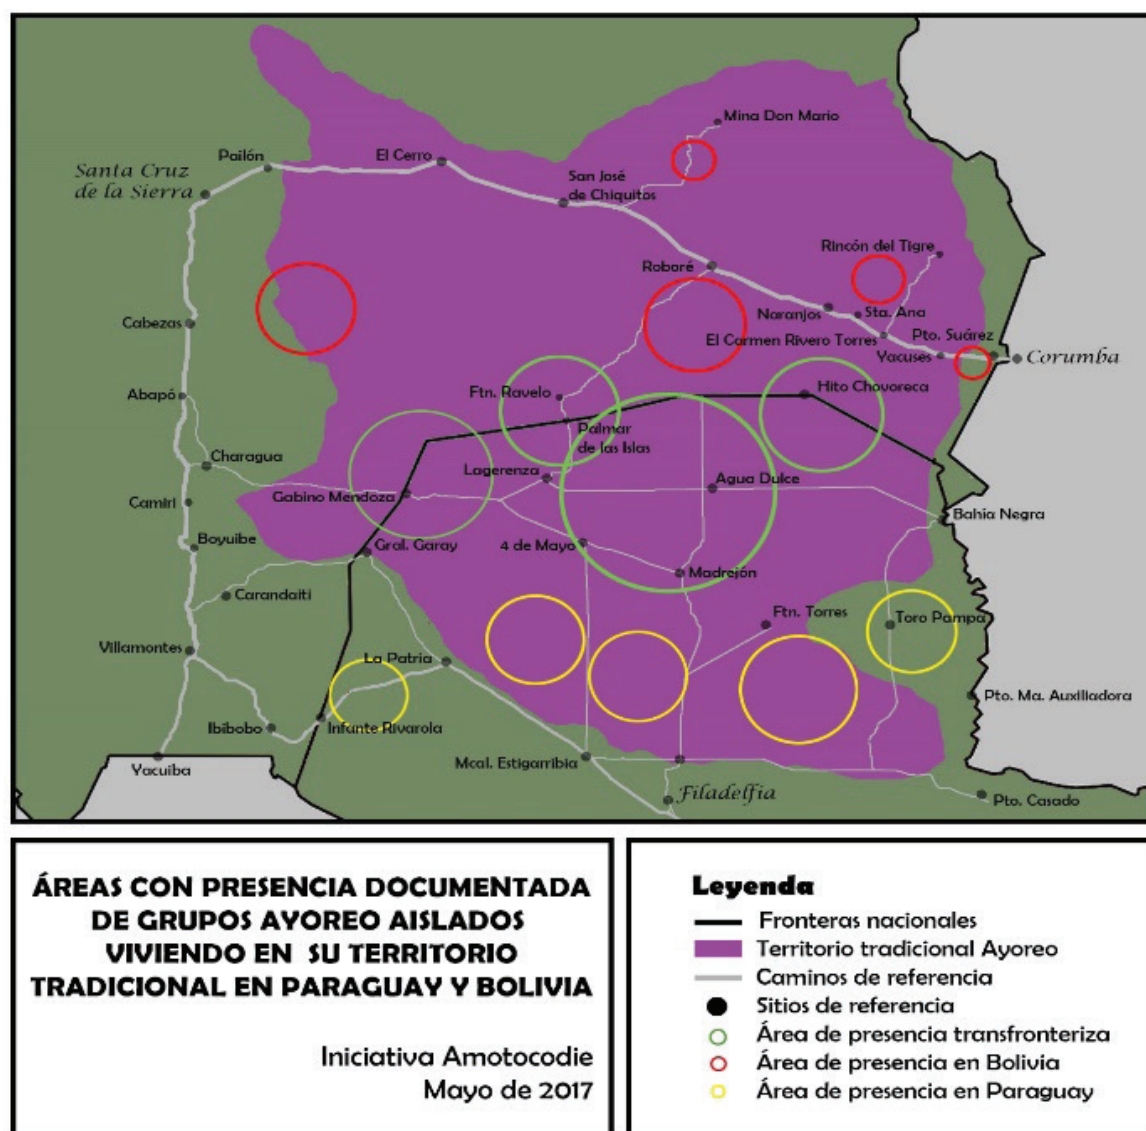 Mina Don Mario
Pailón
El Cerro
Santa Cruz
de la Sierra
San José
de Chiquitos
Rincón del Tigre
Roboré
Cabezas
Naranjos
Sta. Ana
El Carmen Rivero Torres
Pto. Suárez
Yacuses
Corumba
Abapó
Ftn. Ravelo
Hito Chovoreca
Palmar
de las Islas
Charagua
Lagerenza
Gabino Mendoza
Agua Dulce
Camiri
Bahía Negra
Boyuibe
Gral. Garay
4 de Mayo
Madrejón
Carandaiti
Ftn. Torres
Toro Pampa
Villamontes
La Patria
Pto. Ma. Auxiliadora
Ibibobo
Infante Rivarola
Yacuiba
Mcal. Estigarribia
Filadelfia
Pto. Casado
ÁREAS CON PRESENCIA DOCUMENTADA
DE GRUPOS AYOREO AISLADOS
VIVIENDO EN SU TERRITORIO
TRADICIONAL EN PARAGUAY Y BOLIVIA
Iniciativa Amotocodie
Mayo de 2017
Leyenda
Fronteras nacionales
Territorio tradicional Ayoreo
Caminos de referencia
Sitios de referencia
Área de presencia transfronteriza
Área de presencia en Bolivia
Área de presencia en Paraguay